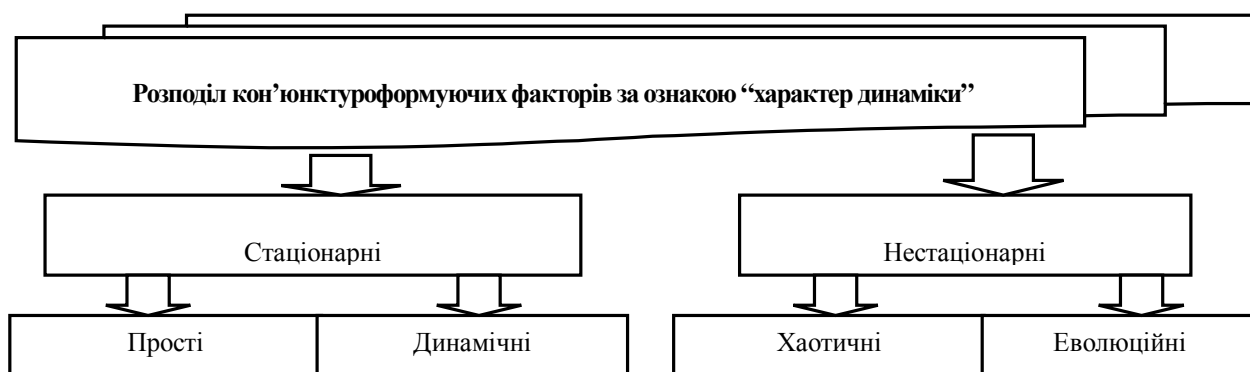 Розподіл кон’юнктуроформуючих факторів за ознакою “характер динаміки”
Стаціонарні
Нестаціонарні
Прості
Динамічні
Хаотичні
Еволюційні